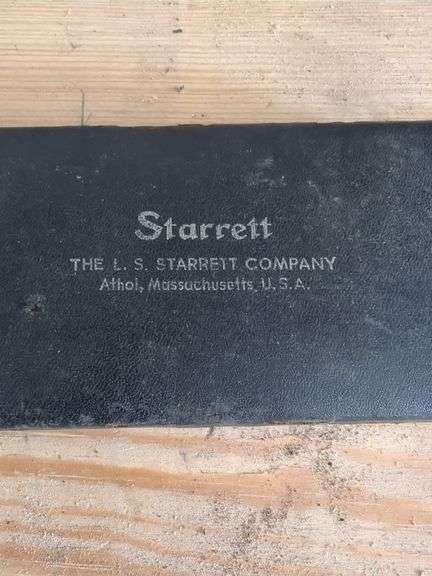 Starrett
THE L. S. STARRETT COMPANY
Athol, Massachusetts, U.S.A.